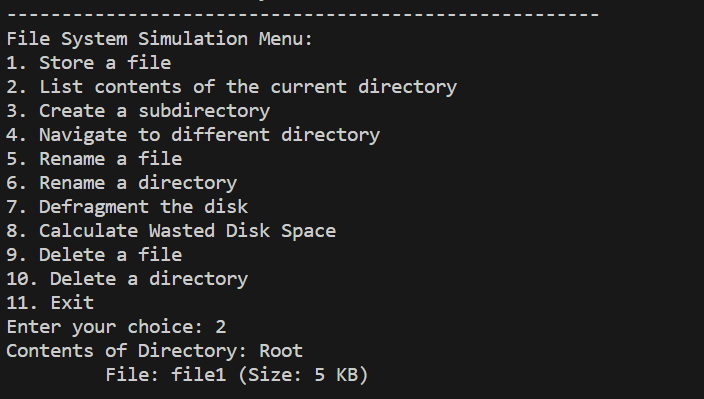 ------------------------------------------------------
File System Simulation Menu:
1. Store a file
2. List contents of the current directory
3. Create a subdirectory
4. Navigate to different directory
5. Rename a file
6. Rename a directory
7. Defragment the disk
8. Calculate Wasted Disk Space
9. Delete a file
10. Delete a directory
11. Exit
Enter your choice: 2
Contents of Directory: Root
         File: file1 (Size: 5 KB)